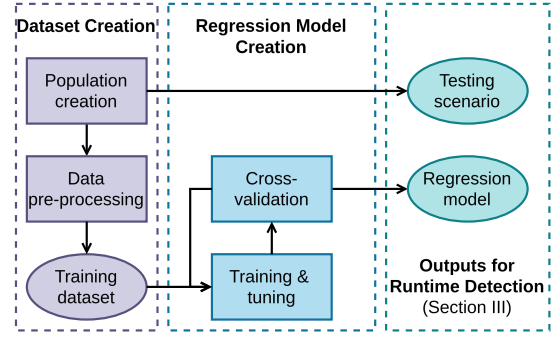 Dataset Creation
Population
creation
Data
pre-processing
Training
dataset
Regression Model
Creation
Cross-
validation
Training &
tuning
Testing
scenario
Regression
model
Outputs for
Runtime Detection
(Section III)